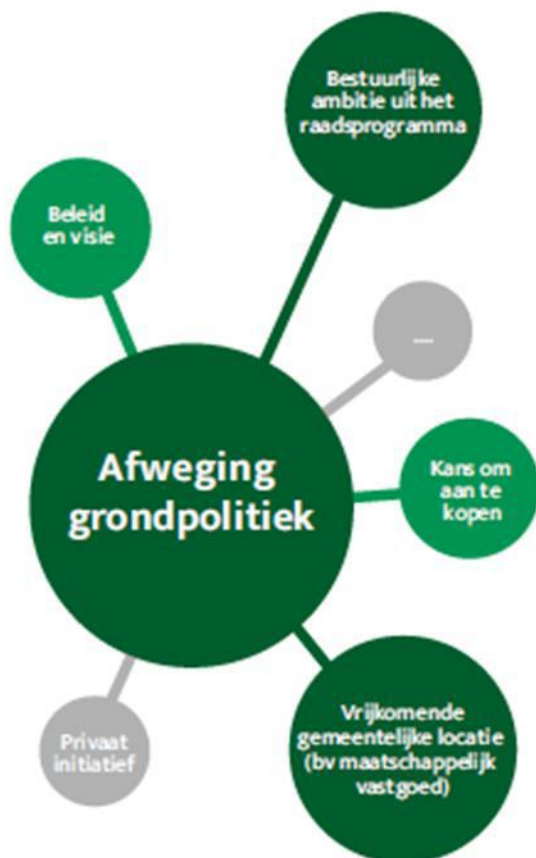 Bestuurlijke
ambitie uit het
raadsprogramma
Beleid
en visie
...
Afweging
grondpolitiek
Kans om
aan te
kopen
Vrijkomende
gemeentelijke locatie
(bv maatschappelijk
vastgoed)
Privaat
initiatief